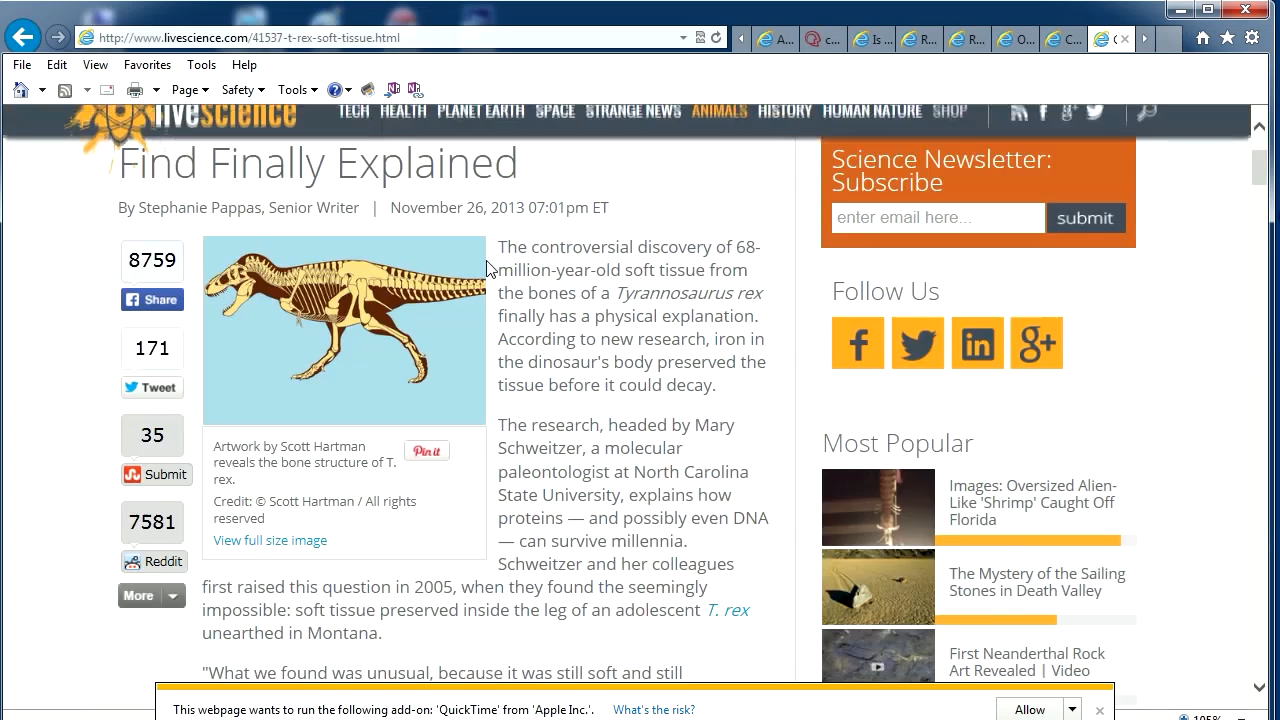 http://www.livescience.com/41537-t-rex-soft-tissue.html
A...
c...
Is ...
R...
R...
O...
C...
File Edit View Favorites Tools Help
Page Safety Tools
livescience
TECH HEALTH PLANET EARTH SPACE STRANGE NEWS ANIMALS HISTORY HUMAN NATURE SHOP
Find Finally Explained
By Stephanie Pappas, Senior Writer | November 26, 2013 07:01pm ET
8759
Share
171
Tweet
35
Submit
7581
Reddit
More
Artwork by Scott Hartman
reveals the bone structure of T.
rex.
Pin it
Credit: © Scott Hartman / All rights
reserved
View full size image
The controversial discovery of 68-
million-year-old soft tissue from
the bones of a Tyrannosaurus rex
finally has a physical explanation.
According to new research, iron in
the dinosaur's body preserved the
tissue before it could decay.
The research, headed by Mary
Schweitzer, a molecular
paleontologist at North Carolina
State University, explains how
proteins — and possibly even DNA
— can survive millennia.
Schweitzer and her colleagues
first raised this question in 2005, when they found the seemingly
impossible: soft tissue preserved inside the leg of an adolescent T. rex
unearthed in Montana.
"What we found was unusual, because it was still soft and still
Science Newsletter:
Subscribe
enter email here...
submit
Follow Us
Most Popular
Images: Oversized Alien-
Like 'Shrimp' Caught Off
Florida
The Mystery of the Sailing
Stones in Death Valley
First Neanderthal Rock
Art Revealed | Video
This webpage wants to run the following add-on: 'QuickTime' from 'Apple Inc.'. What's the risk?
Allow